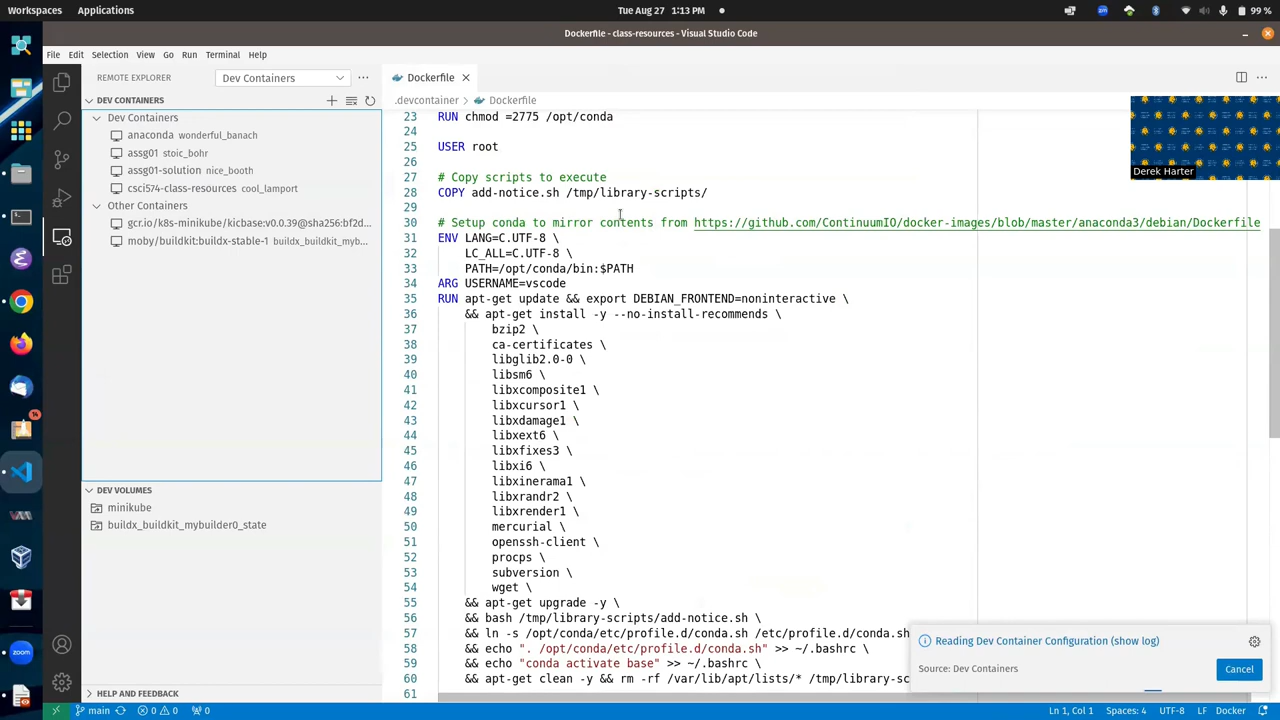 Workspaces Applications Tue Aug 27 1:13 PM 99 %
Dockerfile - class-resources - Visual Studio Code
File Edit Selection View Go Run Terminal Help
REMOTE EXPLORER Dev Containers
Dockerfile
DEV CONTAINERS
.devcontainer > Dockerfile
Dev Containers
anaconda wonderful_banach
assg01 stoic_bohr
assg01-solution nice_booth
csci574-class-resources cool_lamport
Other Containers
gcr.io/k8s-minikube/kicbase:v0.0.39@sha256:bf2d...
moby/buildkit:buildx-stable-1 buildx_buildkit_myb...
DEV VOLUMES
minikube
buildx_buildkit_mybuilder0_state
HELP AND FEEDBACK
14
23 RUN chmod =2775 /opt/conda
24
25 USER root
26
27 # Copy scripts to execute
28 COPY add-notice.sh /tmp/library-scripts/
29
30 # Setup conda to mirror contents from https://github.com/ContinuumIO/docker-images/blob/master/anaconda3/debian/Dockerfile
31 ENV LANG=C.UTF-8 \
32 LC_ALL=C.UTF-8 \
33 PATH=/opt/conda/bin:$PATH
34 ARG USERNAME=vscode
35 RUN apt-get update && export DEBIAN_FRONTEND=noninteractive \
36 && apt-get install -y --no-install-recommends \
37 bzip2 \
38 ca-certificates \
39 libglib2.0-0 \
40 libsm6 \
41 libxcomposite1 \
42 libxcursor1 \
43 libxdamage1 \
44 libxext6 \
45 libxfixes3 \
46 libxi6 \
47 libxinerama1 \
48 libxrandr2 \
49 libxrender1 \
50 mercurial \
51 openssh-client \
52 procps \
53 subversion \
54 wget \
55 && apt-get upgrade -y \
56 && bash /tmp/library-scripts/add-notice.sh \
57 && ln -s /opt/conda/etc/profile.d/conda.sh /etc/profile.d/conda.sh
58 && echo ". /opt/conda/etc/profile.d/conda.sh" >> ~/.bashrc \
59 && echo "conda activate base" >> ~/.bashrc \
60 && apt-get clean -y && rm -rf /var/lib/apt/lists/* /tmp/library-sc
61
Derek Harter
Reading Dev Container Configuration (show log)
Source: Dev Containers
Cancel
main 0 0 0 Ln 1, Col 1 Spaces: 4 UTF-8 LF Docker